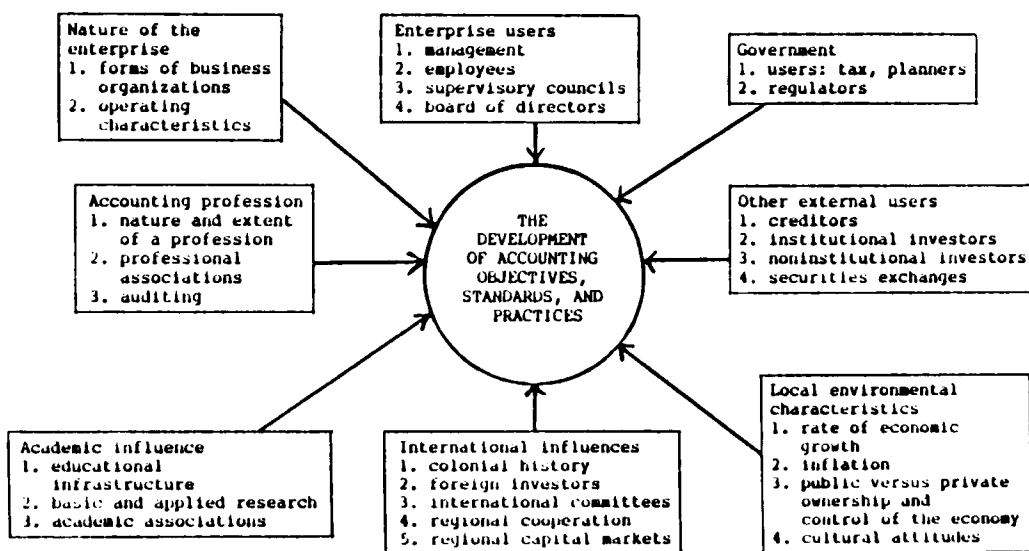 Nature of the
enterprise
1. forms of business
organizations
2. operating
characteristics
Enterprise users
1. management
2. employees
3. supervisory councils
4. board of directors
Government
1. users: tax, planners
2. regulators
Accounting profession
1. nature and extent
of a profession
2. professional
associations
3. auditing
THE
DEVELOPMENT
OF ACCOUNTING
OBJECTIVES,
STANDARDS, AND
PRACTICES
Other external users
1. creditors
2. institutional investors
3. noninstitutional investors
4. securities exchanges
Academic influence
1. educational
infrastructure
2. basic and applied research
3. academic associations
International influences
1. colonial history
2. foreign investors
3. international committees
4. regional cooperation
5. regional capital markets
Local environmental
characteristics
1. rate of economic
growth
2. inflation
3. public versus private
ownership and
control of the economy
4. cultural attitudes